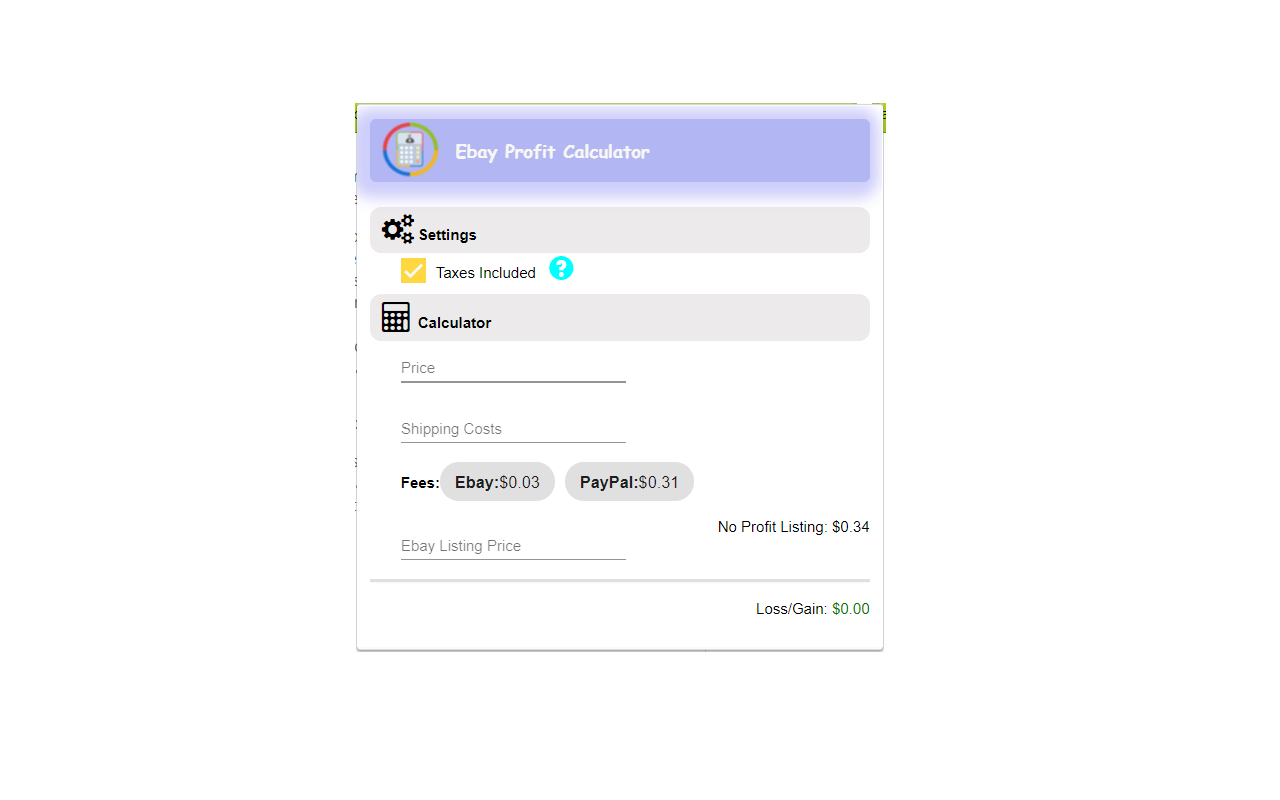 Ebay Profit Calculator
Settings
Taxes Included ?
Calculator
Price
Shipping Costs
Fees: Ebay:$0.03 PayPal:$0.31
No Profit Listing: $0.34
Ebay Listing Price
Loss/Gain: $0.00